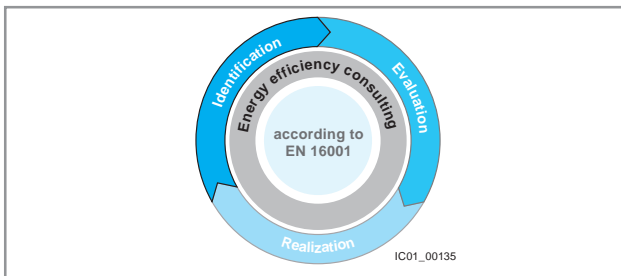 Identification
Evaluation
Energy efficiency consulting
according to
EN 16001
Realization
IC01_00135